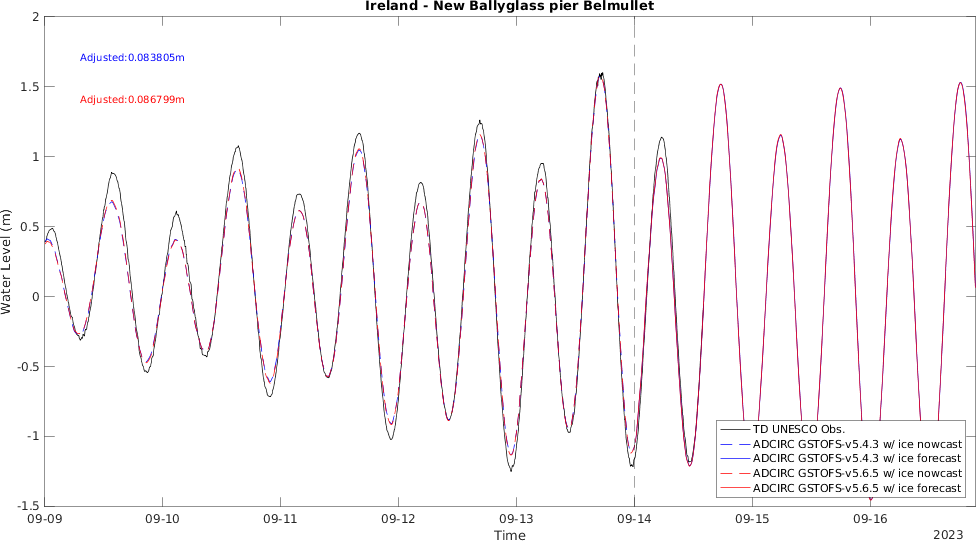 Ireland - New Ballyglass pier Belmullet
Adjusted:0.083805m
Adjusted:0.086799m
Water Level (m)
2
1.5
1
0.5
0
-0.5
-1
-1.5
TD UNESCO Obs.
ADCIRC GSTOFS-v5.4.3 w/ ice nowcast
ADCIRC GSTOFS-v5.4.3 w/ ice forecast
ADCIRC GSTOFS-v5.6.5 w/ ice nowcast
ADCIRC GSTOFS-v5.6.5 w/ ice forecast
09-09 09-10 09-11 09-12 09-13 09-14 09-15 09-16
Time
2023